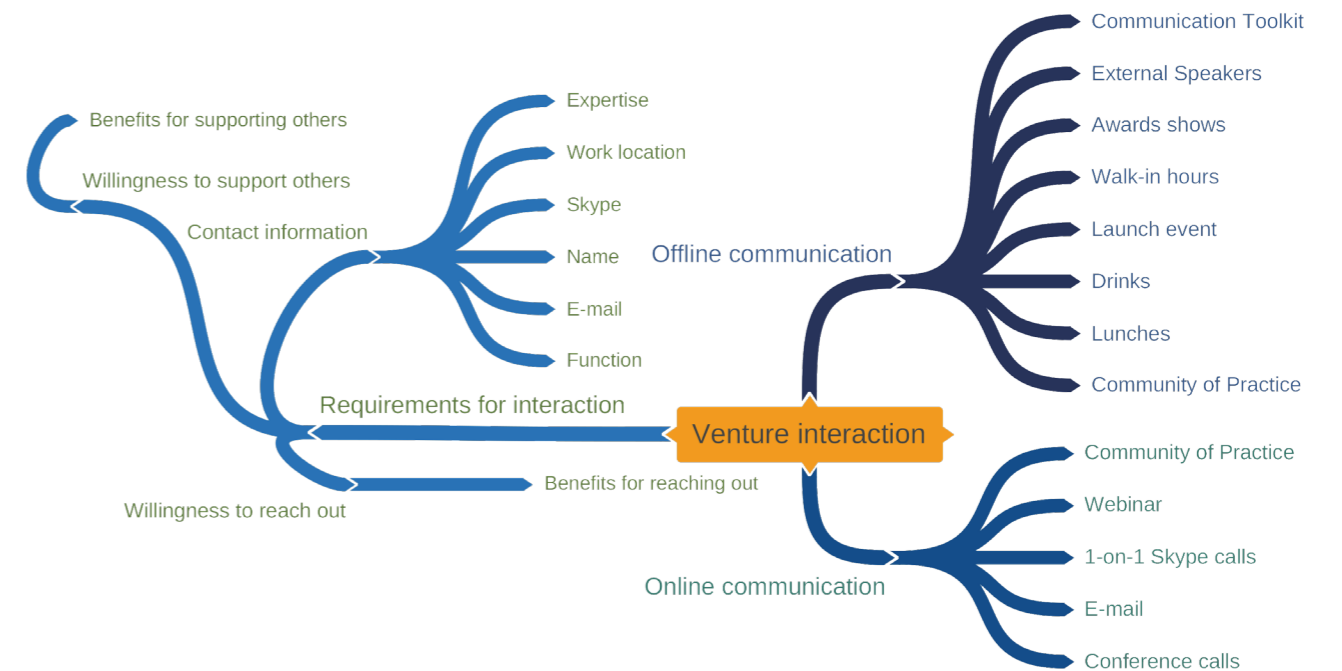 Venture interaction
Requirements for interaction
Willingness to support others
Benefits for supporting others
Contact information
Expertise
Work location
Skype
Name
E-mail
Function
Willingness to reach out
Benefits for reaching out
Offline communication
Communication Toolkit
External Speakers
Awards shows
Walk-in hours
Launch event
Drinks
Lunches
Community of Practice
Online communication
Community of Practice
Webinar
1-on-1 Skype calls
E-mail
Conference calls